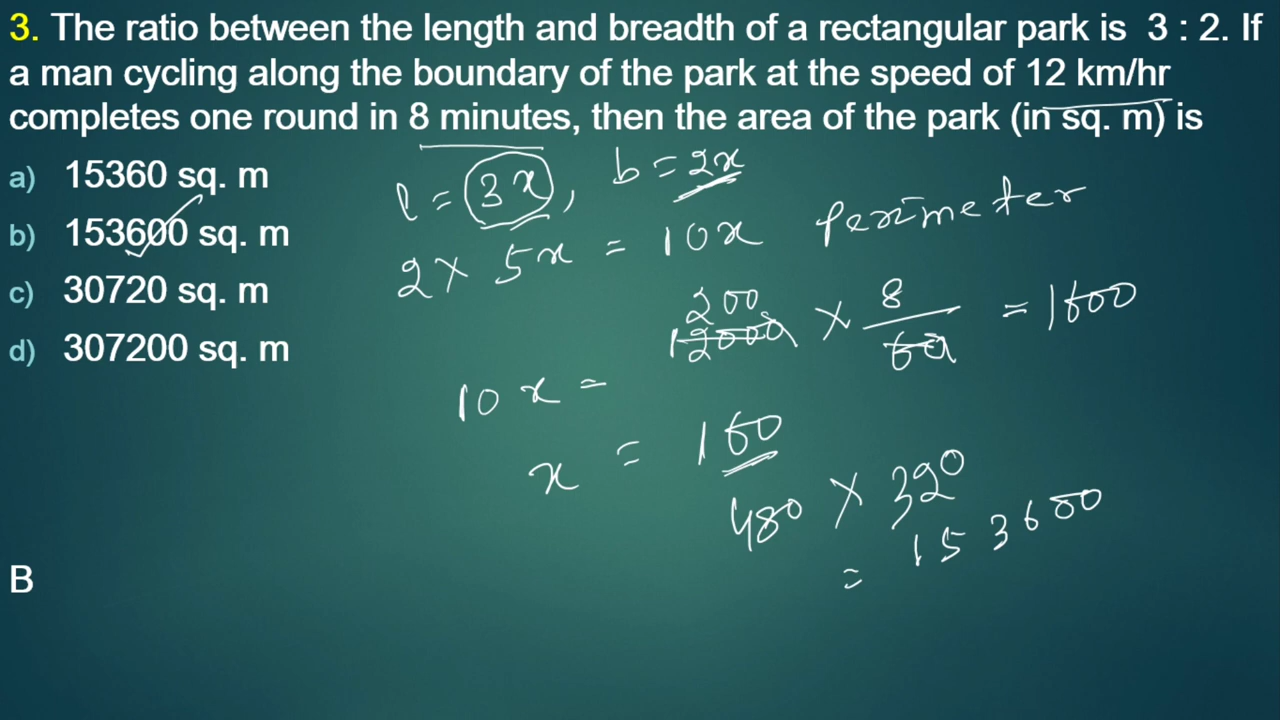 3. The ratio between the length and breadth of a rectangular park is 3 : 2. If
a man cycling along the boundary of the park at the speed of 12 km/hr
completes one round in 8 minutes, then the area of the park (in sq. m) is
a) 15360 sq. m
b) 153600 sq. m
c) 30720 sq. m
d) 307200 sq. m
l = 3x, b = 2x
2 × 5x = 10x perimeter
200
12000 × 8/60 = 1600
10x =
x = 160
480 × 320
= 153600
B